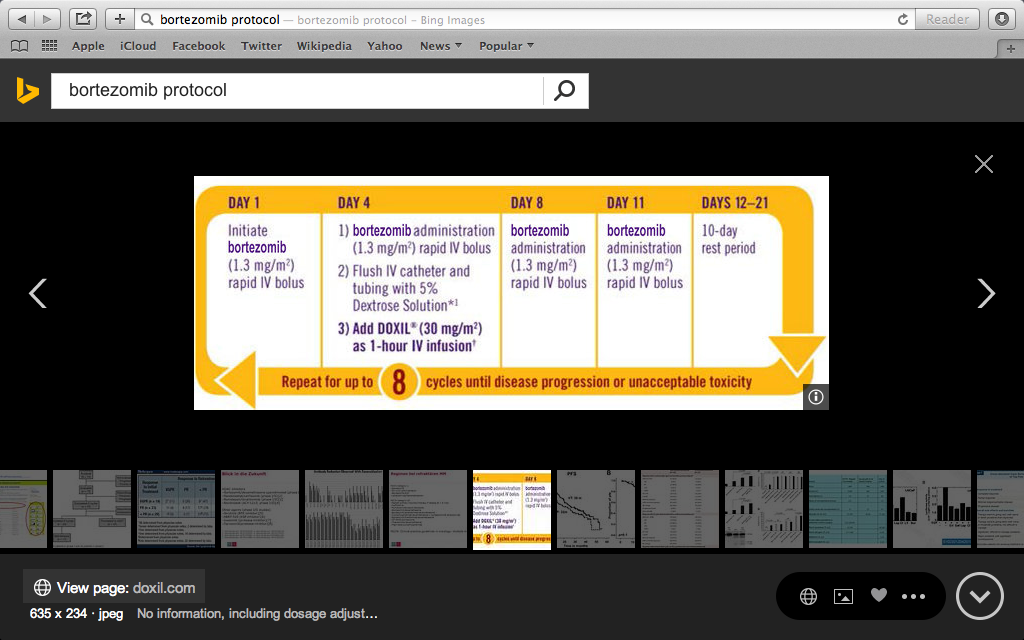 bortezomib protocol — bortezomib protocol – Bing Images
Reader
Apple iCloud Facebook Twitter Wikipedia Yahoo News Popular
bortezomib protocol
DAY 1
Initiate
bortezomib
(1.3 mg/m²)
rapid IV bolus
DAY 4
1) bortezomib administration
(1.3 mg/m²) rapid IV bolus
2) Flush IV catheter and
tubing with 5%
Dextrose Solution*¹
3) Add DOXIL® (30 mg/m²)
as 1-hour IV infusion†
DAY 8
bortezomib
administration
(1.3 mg/m²)
rapid IV bolus
DAY 11
bortezomib
administration
(1.3 mg/m²)
rapid IV bolus
DAYS 12–21
10-day
rest period
Repeat for up to 8 cycles until disease progression or unacceptable toxicity
View page: doxil.com
635 x 234 · jpeg No information, including dosage adjust...